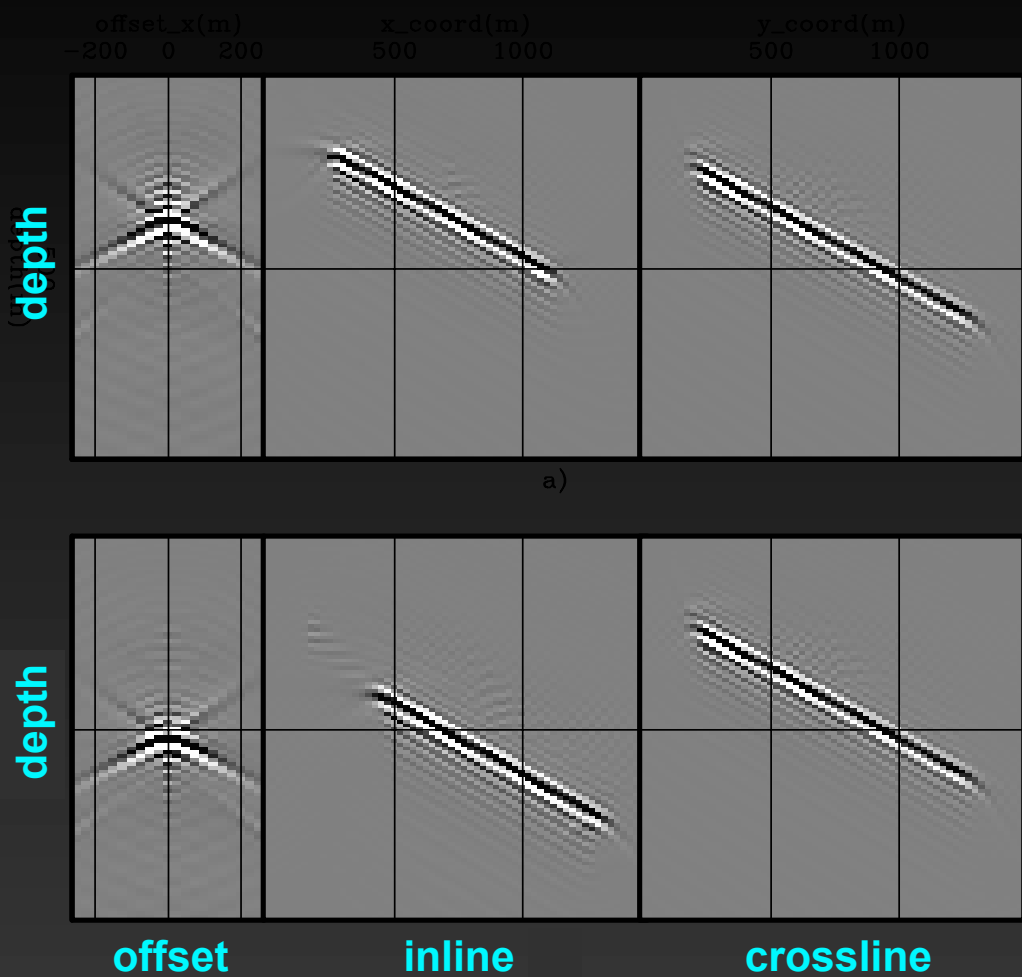 offset_x(m) x_coord(m) y_coord(m)
−200 0 200 500 1000 500 1000
depth
a)
depth
offset inline crossline